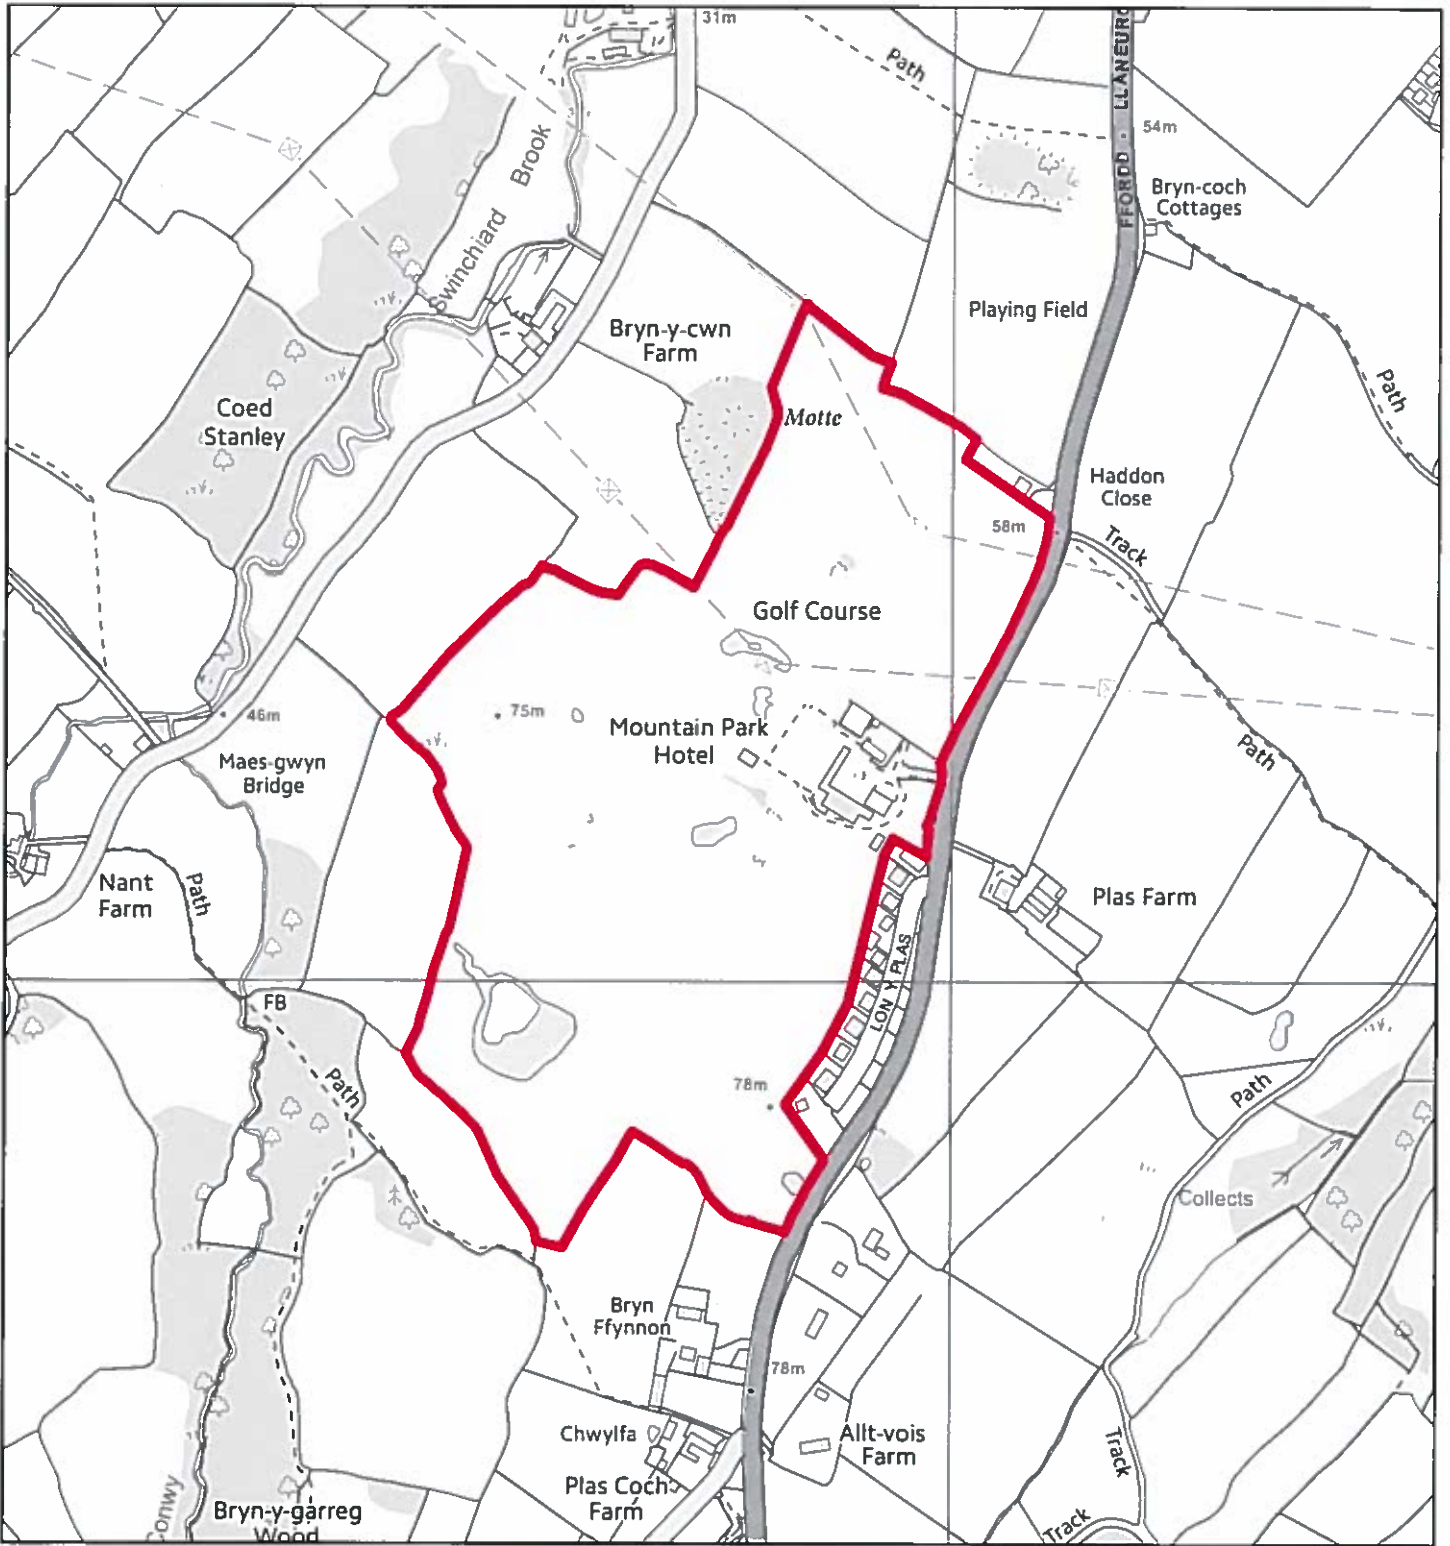 31m
Path
FFORDD - LLANEURG
54m
Brook
Swinchiard
Bryn-coch
Cottages
Playing Field
Bryn-y-cwn
Farm
Path
Coed
Stanley
Motte
Haddon
Close
58m
Track
Golf Course
75m
46m
Mountain Park
Hotel
Maes-gwyn
Bridge
Path
Nant
Farm
Path
Plas Farm
LON Y PLAS
FB
Path
78m
Path
Collects
Bryn
Ffynnon
78m
Chwylfa
Allt-vois
Farm
Plas Coch
Farm
Track
Conwy
Bryn-y-garreg
Wood
Track